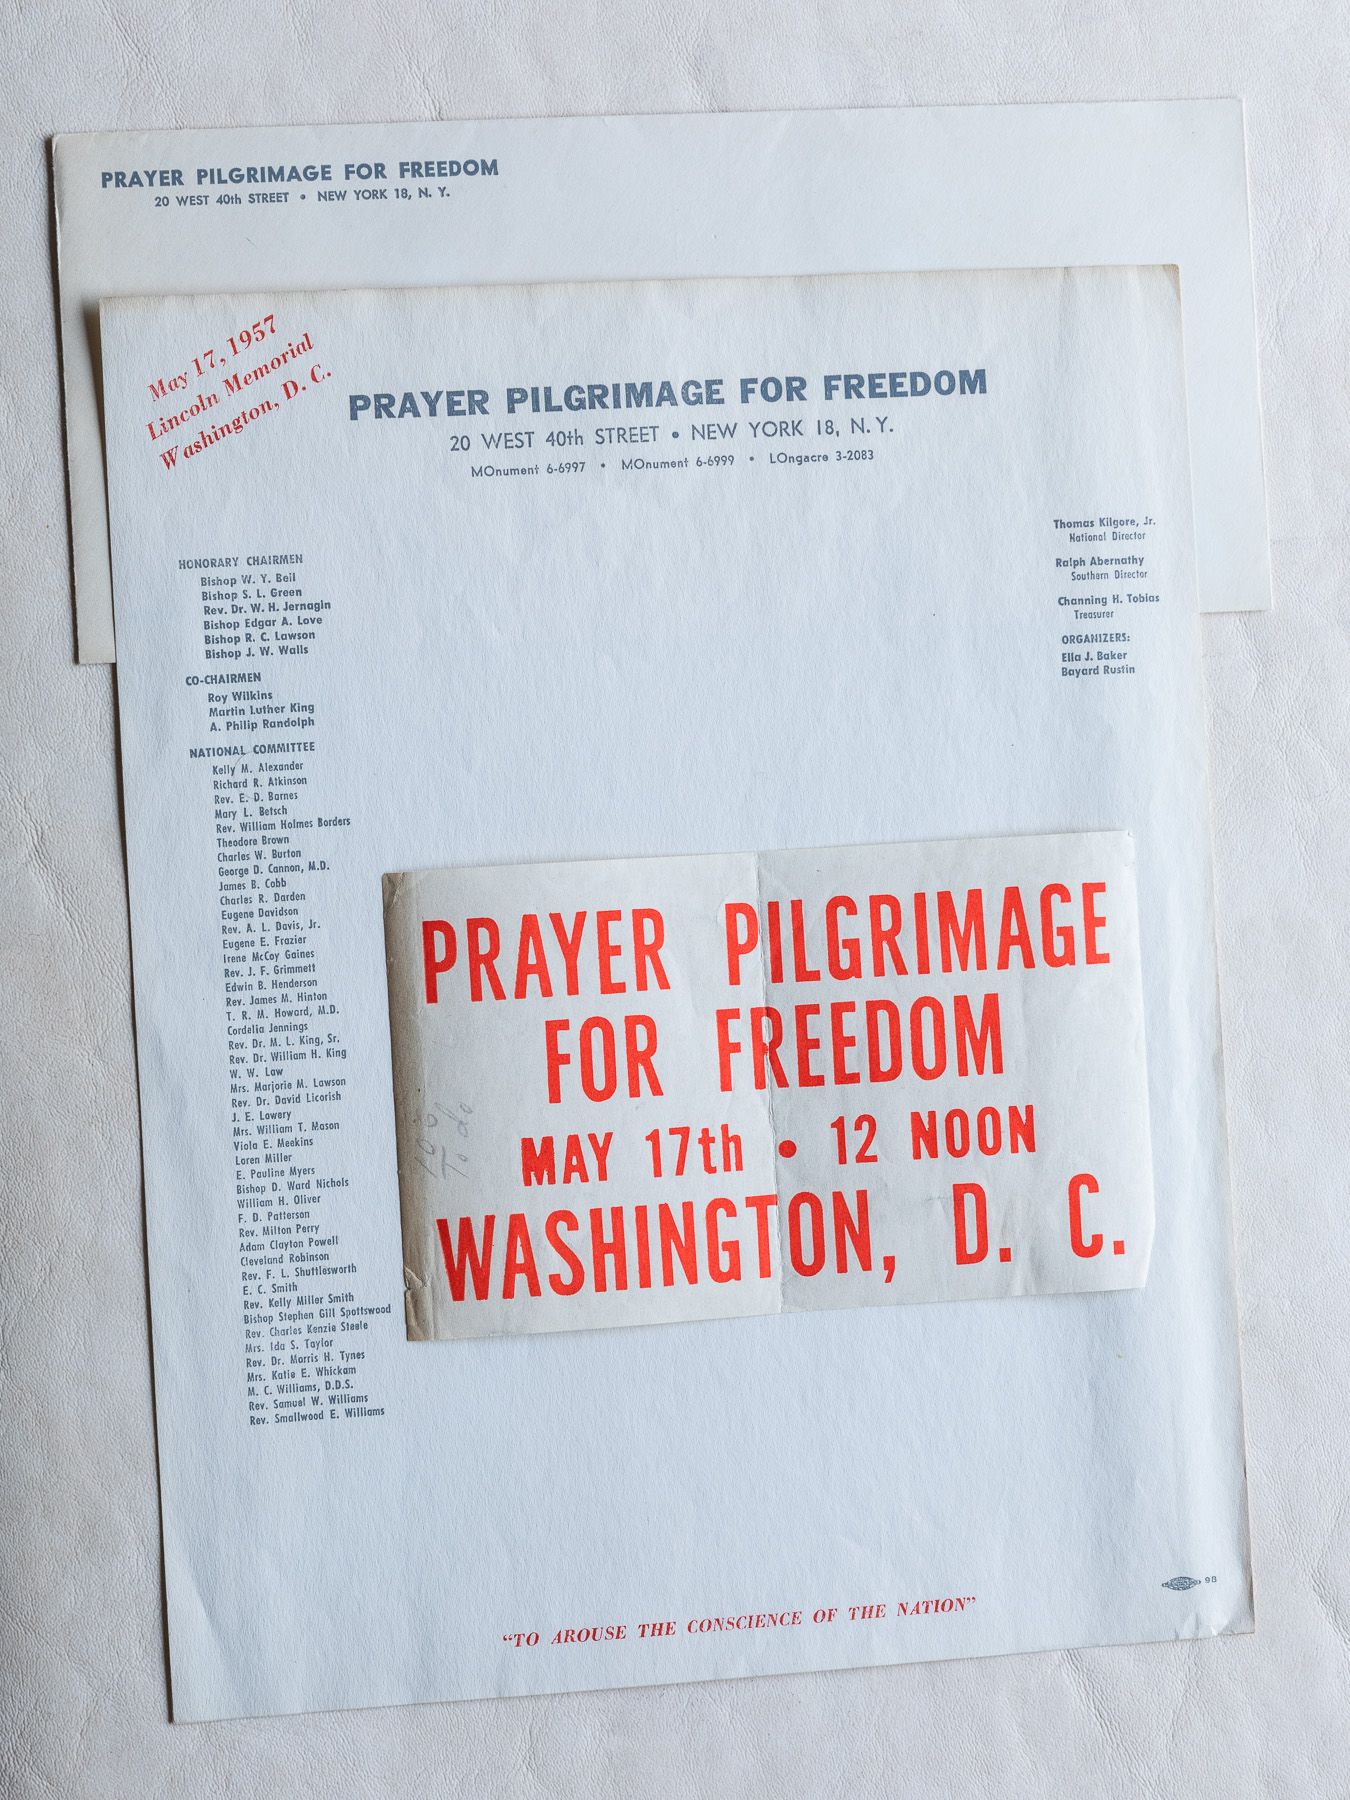 PRAYER PILGRIMAGE FOR FREEDOM
20 WEST 40th STREET • NEW YORK 18, N. Y.
May 17, 1957
Lincoln Memorial
Washington, D. C.
PRAYER PILGRIMAGE FOR FREEDOM
20 WEST 40th STREET • NEW YORK 18, N. Y.
MOnument 6-6997 • MOnument 6-6999 • LOngacre 3-2083
HONORARY CHAIRMEN
Bishop W. Y. Bell
Bishop S. L. Green
Rev. Dr. W. H. Jernagin
Bishop Edgar A. Love
Bishop R. C. Lawson
Bishop J. W. Walls
CO-CHAIRMEN
Roy Wilkins
Martin Luther King
A. Philip Randolph
NATIONAL COMMITTEE
Kelly M. Alexander
Richard R. Atkinson
Rev. E. D. Barnes
Mary L. Betsch
Rev. William Holmes Borders
Theodore Brown
Charles W. Burton
George D. Cannon, M.D.
James B. Cobb
Charles R. Darden
Eugene Davidson
Rev. A. L. Davis, Jr.
Eugene E. Frazier
Irene McCoy Gaines
Rev. J. F. Grimmett
Edwin B. Henderson
Rev. James M. Hinton
T. R. M. Howard, M.D.
Cordelia Jennings
Rev. Dr. M. L. King, Sr.
Rev. Dr. William H. King
W. W. Law
Mrs. Marjorie M. Lawson
Rev. Dr. David Licorish
J. E. Lowery
Mrs. William T. Mason
Viola E. Meekins
Loren Miller
E. Pauline Myers
Bishop D. Ward Nichols
William H. Oliver
F. D. Patterson
Rev. Milton Perry
Adam Clayton Powell
Cleveland Robinson
Rev. F. L. Shuttlesworth
E. C. Smith
Rev. Kelly Miller Smith
Bishop Stephen Gill Spottswood
Rev. Charles Kenzie Steele
Mrs. Ida S. Taylor
Rev. Dr. Morris H. Tynes
Mrs. Katie E. Whickam
M. C. Williams, D.D.S.
Rev. Samuel W. Williams
Rev. Smallwood E. Williams
Thomas Kilgore, Jr.
National Director
Ralph Abernathy
Southern Director
Channing H. Tobias
Treasurer
ORGANIZERS:
Ella J. Baker
Bayard Rustin
PRAYER PILGRIMAGE
FOR FREEDOM
MAY 17th • 12 NOON
WASHINGTON, D. C.
To do
98
"TO AROUSE THE CONSCIENCE OF THE NATION"